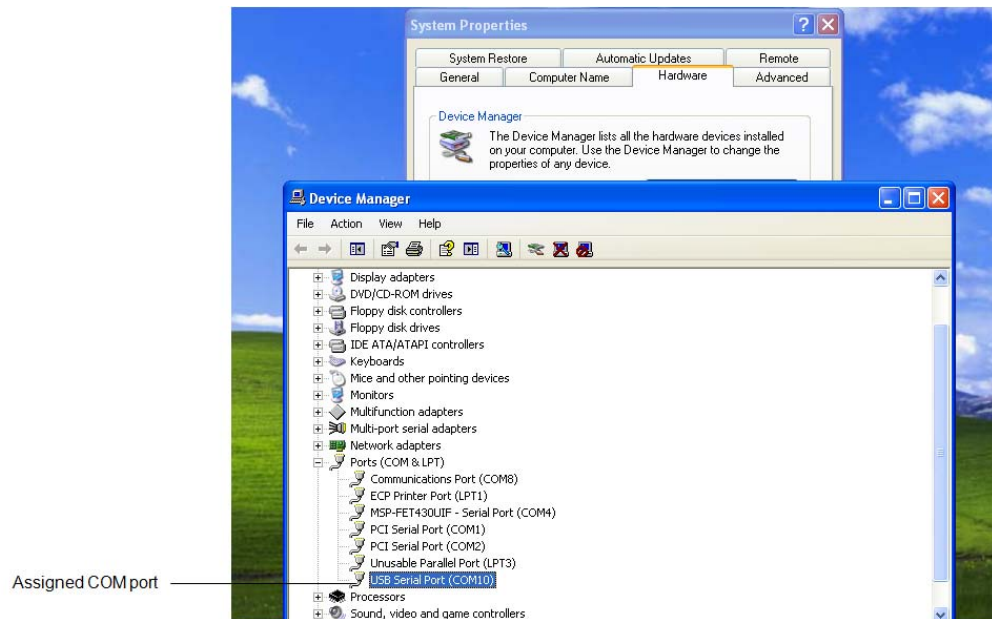 System Properties
System Restore Automatic Updates Remote
General Computer Name Hardware Advanced
Device Manager
The Device Manager lists all the hardware devices installed
on your computer. Use the Device Manager to change the
properties of any device.
Device Manager
File Action View Help
Display adapters
DVD/CD-ROM drives
Floppy disk controllers
Floppy disk drives
IDE ATA/ATAPI controllers
Keyboards
Mice and other pointing devices
Monitors
Multifunction adapters
Multi-port serial adapters
Network adapters
Ports (COM & LPT)
Communications Port (COM8)
ECP Printer Port (LPT1)
MSP-FET430UIF - Serial Port (COM4)
PCI Serial Port (COM1)
PCI Serial Port (COM2)
Unusable Parallel Port (LPT3)
Assigned COM port USB Serial Port (COM10)
Processors
Sound, video and game controllers